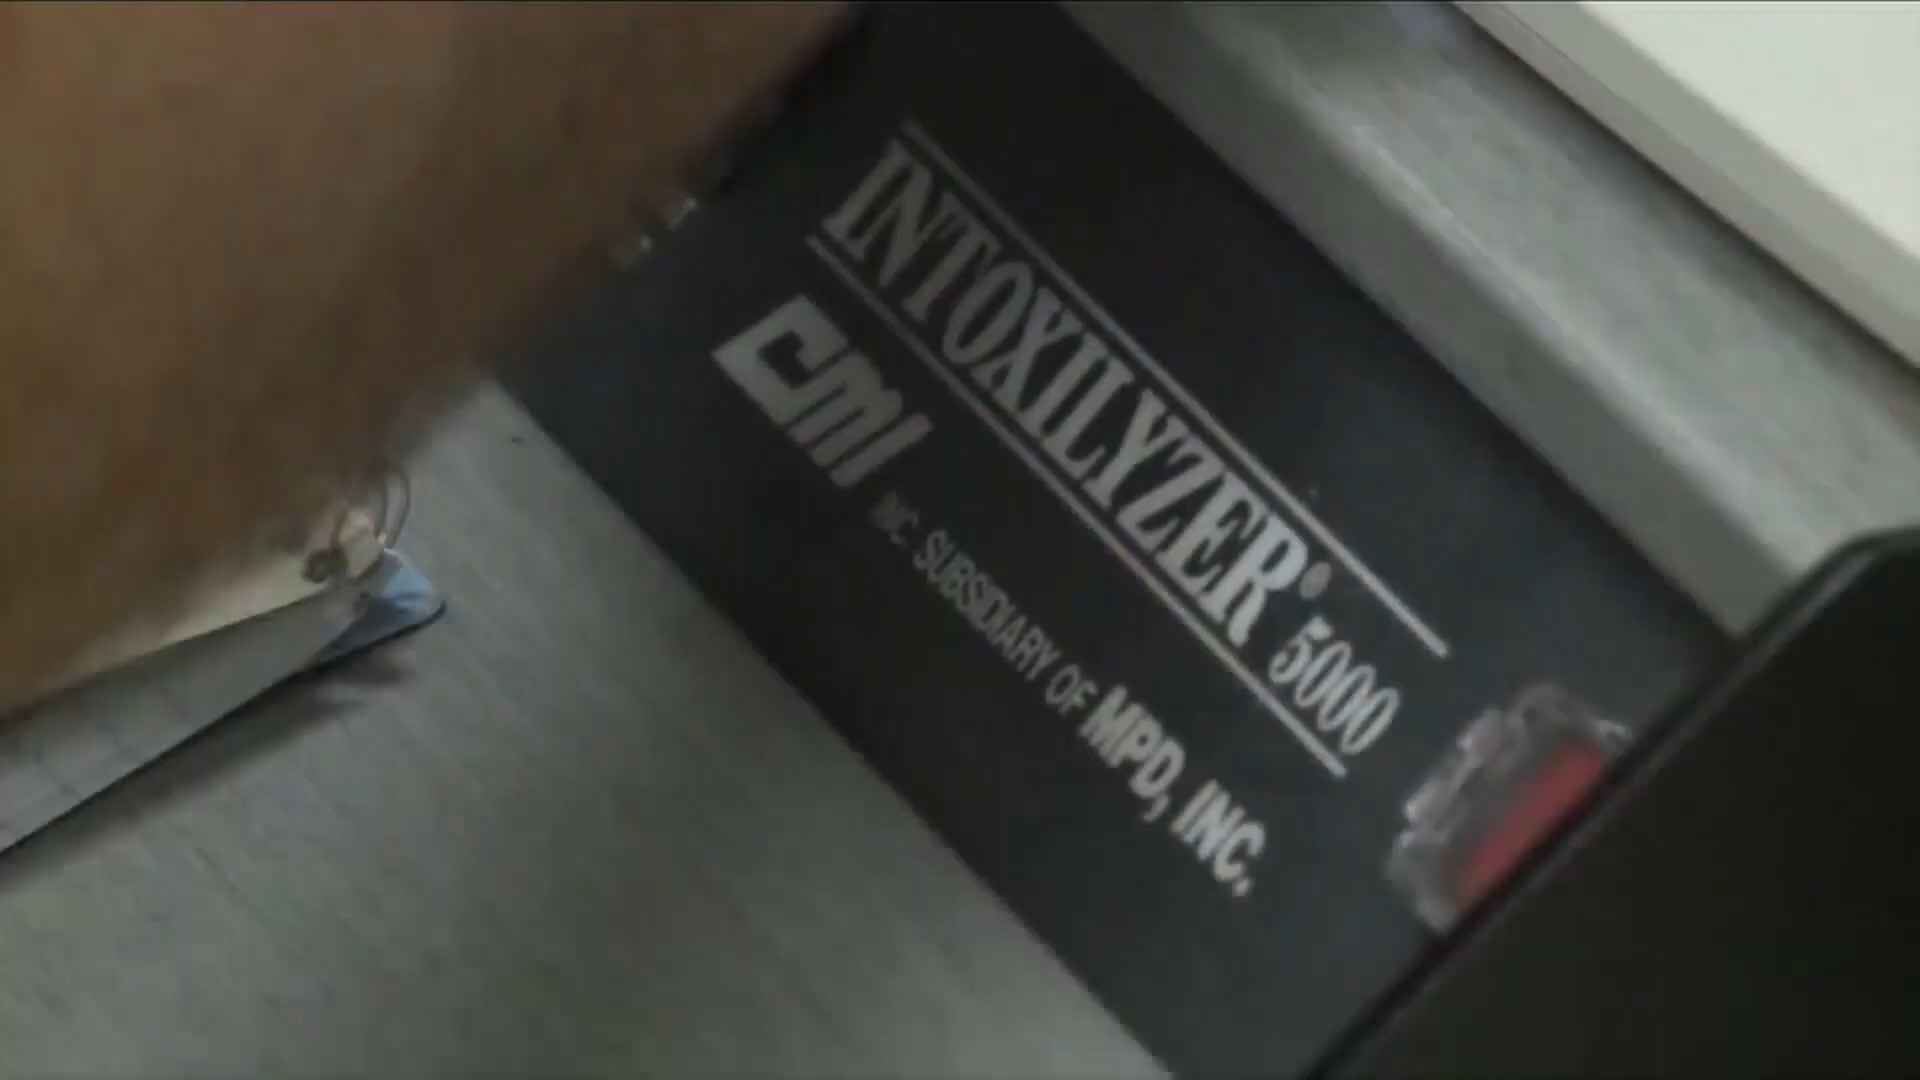 INTOXILYZER® 5000
CMI INC. SUBSIDIARY OF MPD, INC.